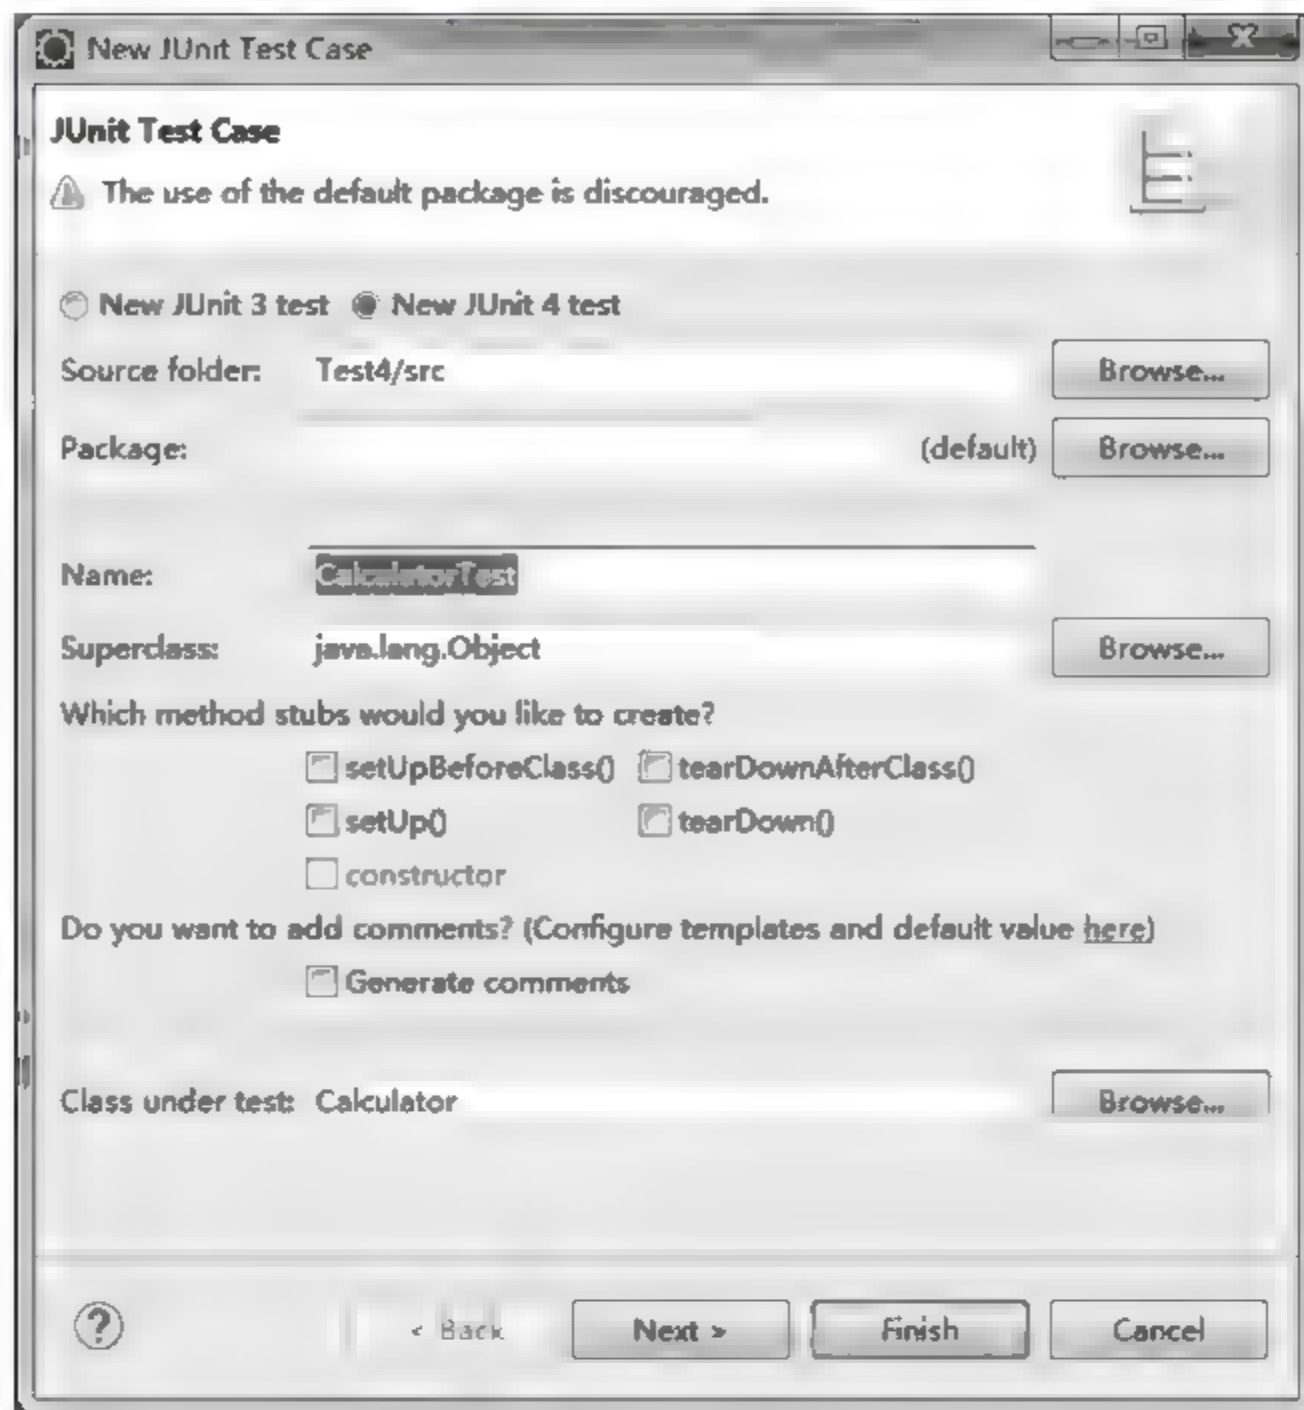 New JUnit Test Case
JUnit Test Case
The use of the default package is discouraged.
New JUnit 3 test New JUnit 4 test
Source folder: Test4/src Browse...
Package: (default) Browse...
Name: CalculatorTest
Superclass: java.lang.Object Browse...
Which method stubs would you like to create?
setUpBeforeClass() tearDownAfterClass()
setUp() tearDown()
constructor
Do you want to add comments? (Configure templates and default value here)
Generate comments
Class under test: Calculator Browse...
? < Back Next > Finish Cancel